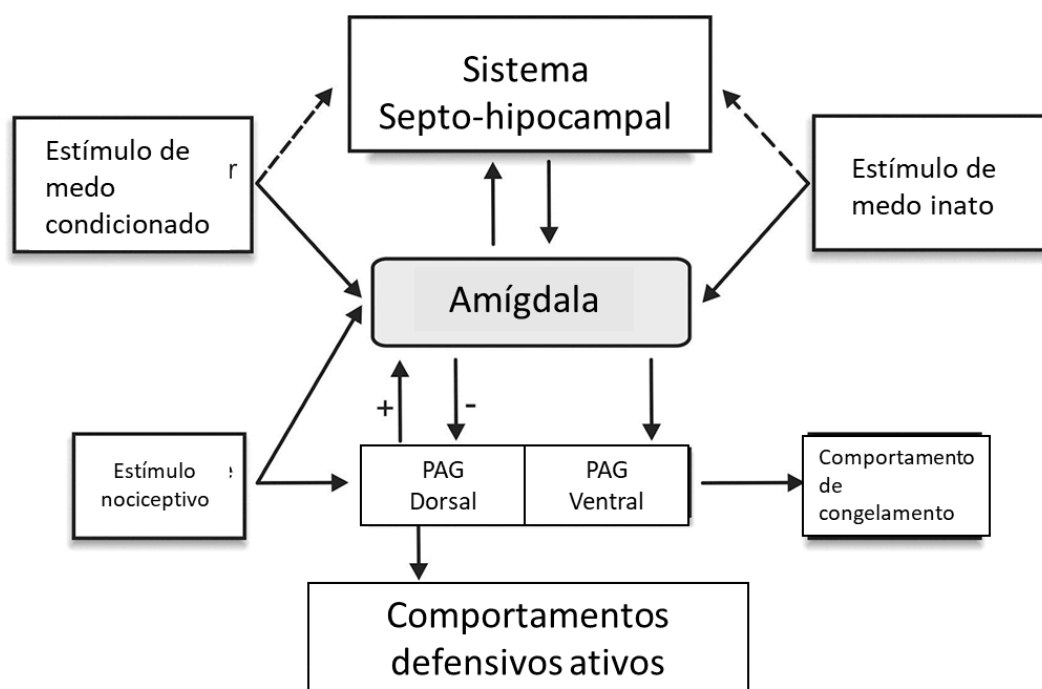 Sistema
Septo-hipocampal
Estímulo de
medo
condicionado
r
Estímulo de
medo inato
Amígdala
+
-
Estímulo
nociceptivo
PAG
Dorsal
PAG
Ventral
Comportamento
de
congelamento
Comportamentos
defensivos ativos